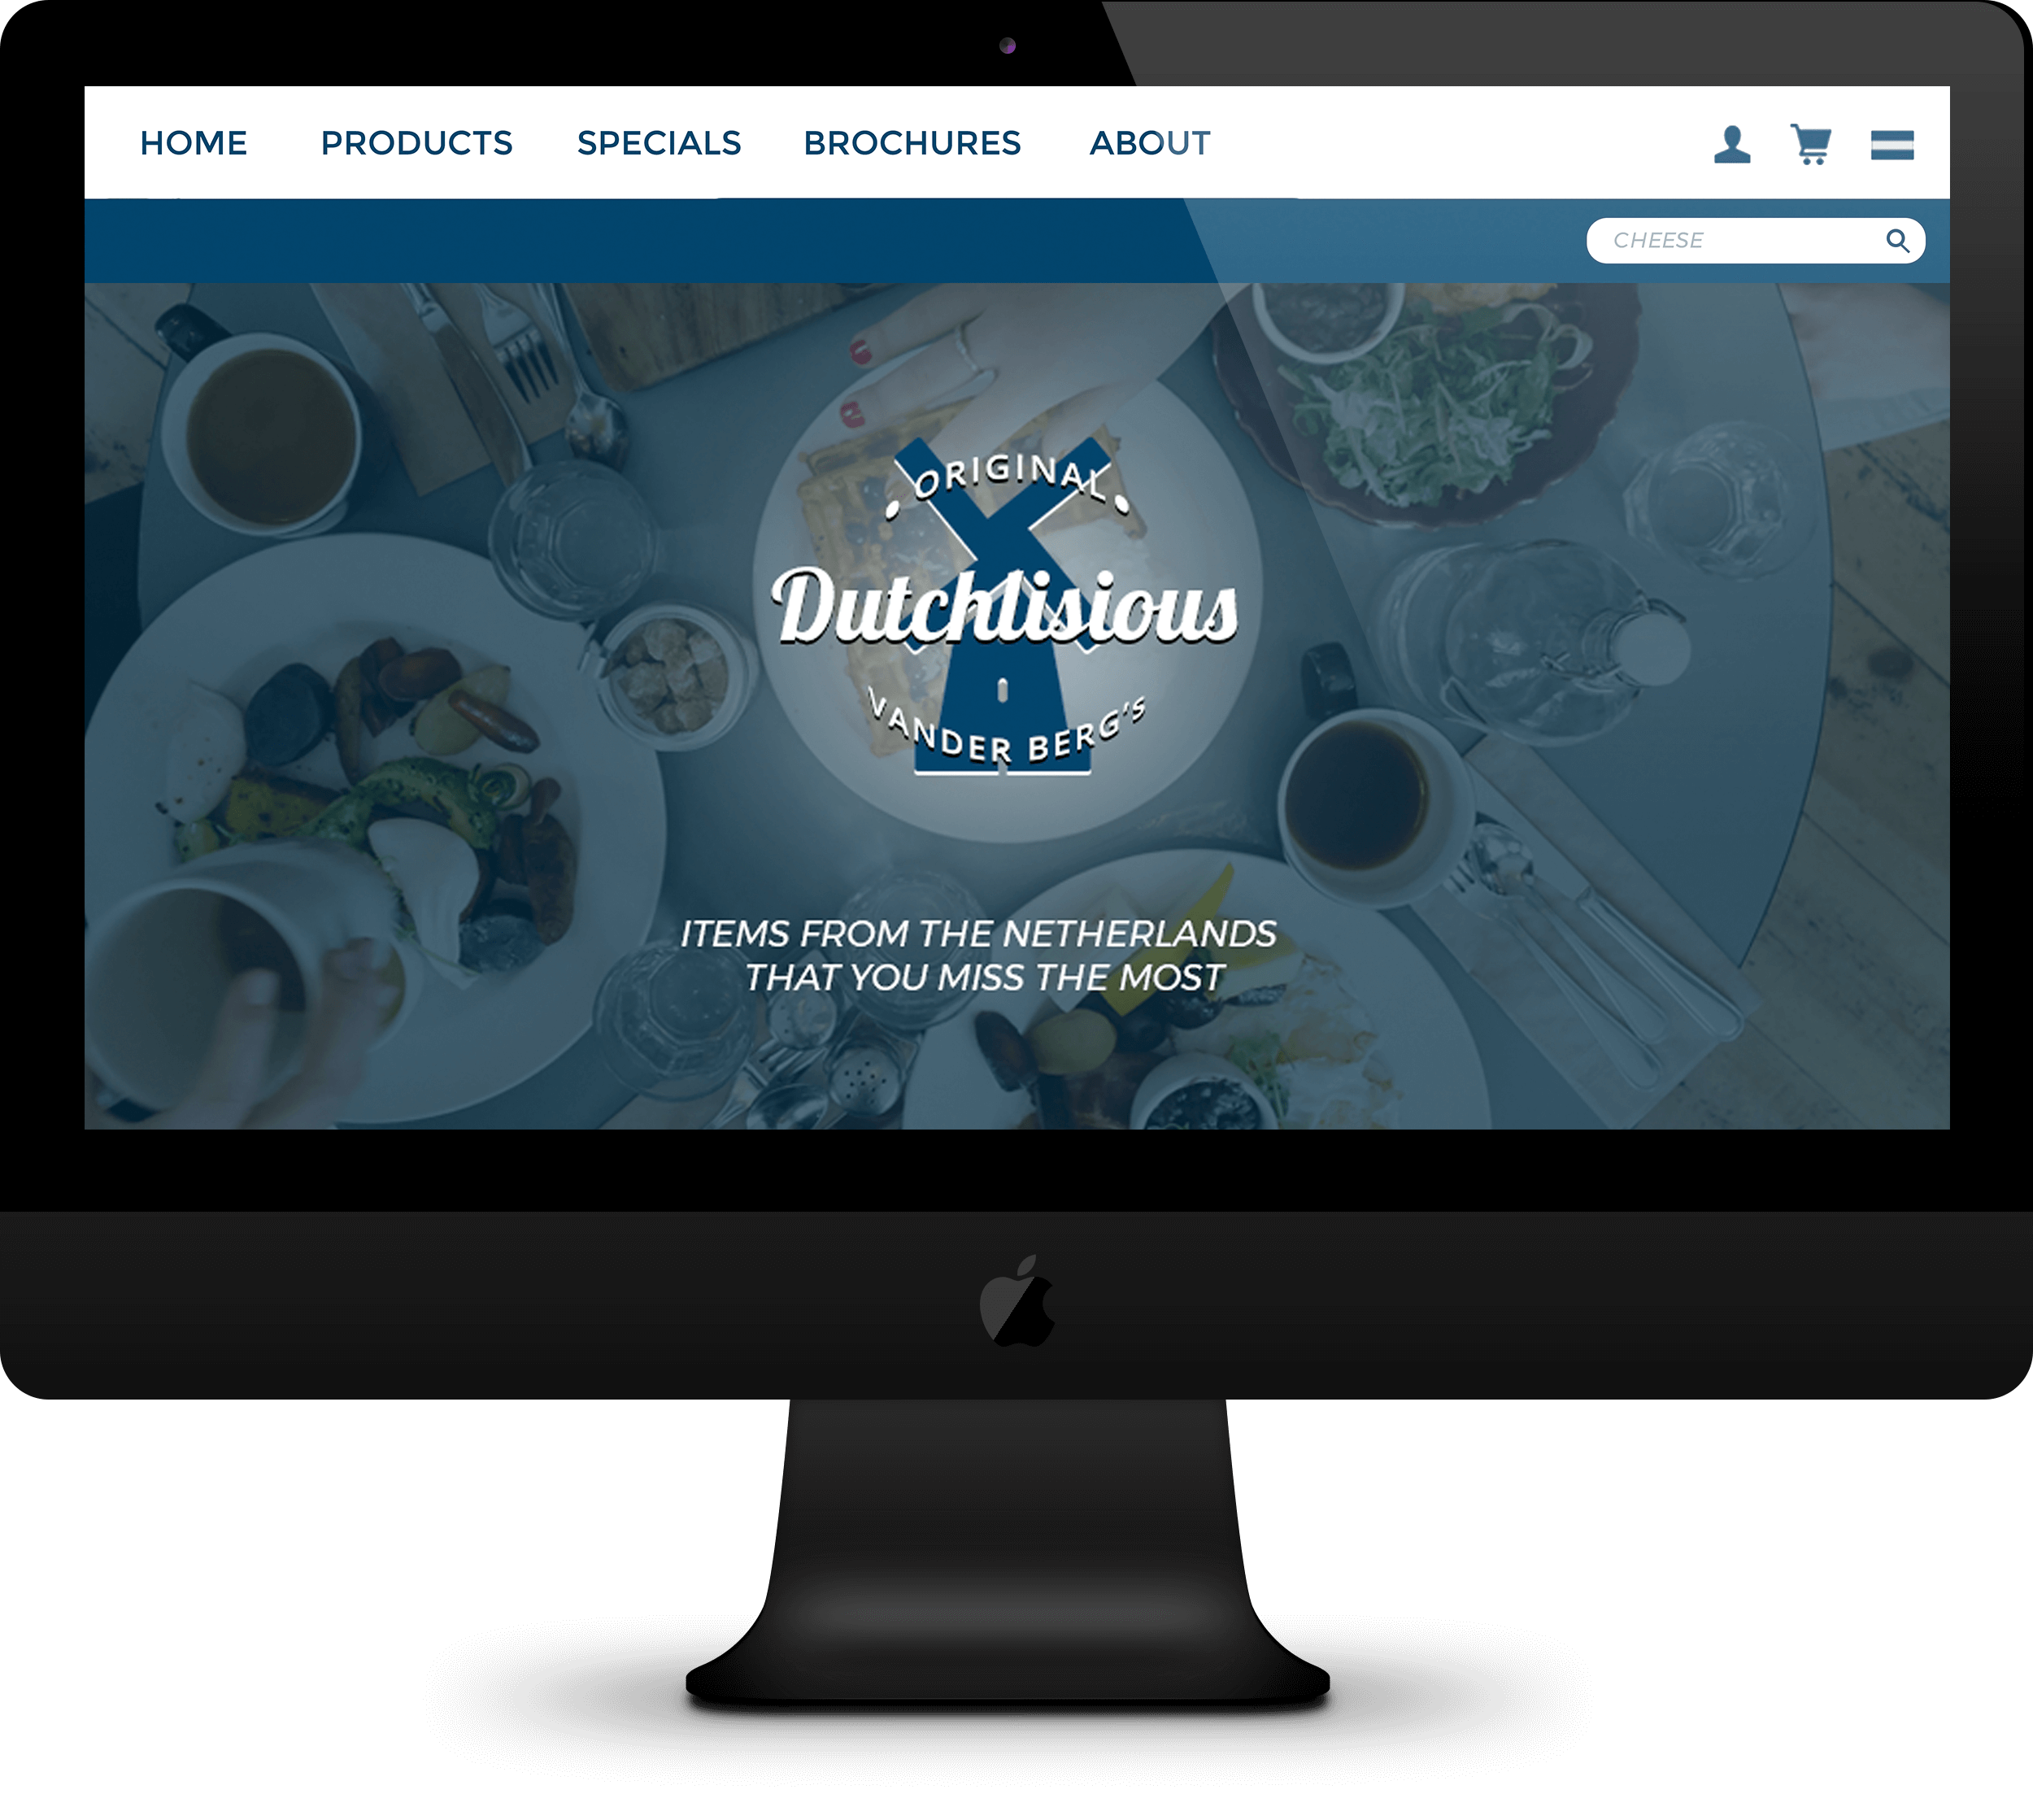 HOME PRODUCTS SPECIALS BROCHURES ABOUT
CHEESE
ORIGINAL
Dutchlisious
VANDER BERG'S
ITEMS FROM THE NETHERLANDS
THAT YOU MISS THE MOST